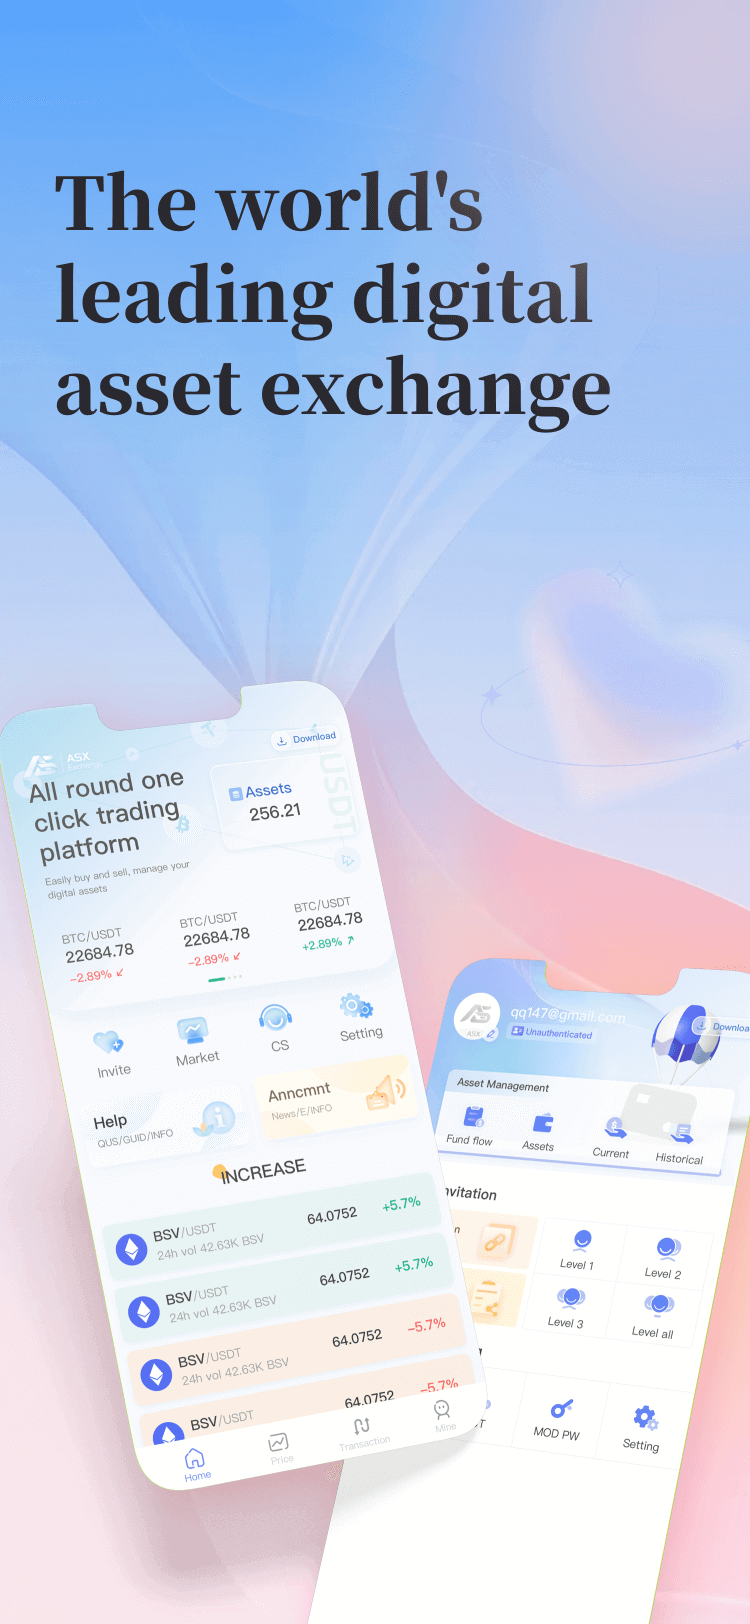 The world's
leading digital
asset exchange
Download
ASX
Exchange
All round one
click trading
platform
Easily buy and sell, manage your
digital assets
Assets
256.21
USDT
BTC/USDT
22684.78
-2.89%
BTC/USDT
22684.78
-2.89%
BTC/USDT
22684.78
+2.89%
Invite
Market
CS
Setting
Help
QUS/GUID/INFO
Anncmnt
News/E/INFO
INCREASE
BSV/USDT
24h vol 42.63K BSV
64.0752
+5.7%
BSV/USDT
24h vol 42.63K BSV
64.0752
+5.7%
BSV/USDT
24h vol 42.63K BSV
64.0752
-5.7%
BSV/USDT
64.0752
-5.7%
Home
Price
Transaction
Mine
ASX
qq147@gmail.com
Unauthenticated
Downloa
Asset Management
Fund flow
Assets
Current
Historical
nvitation
n
Level 1
Level 2
Level 3
Level all
T
MOD PW
Setting